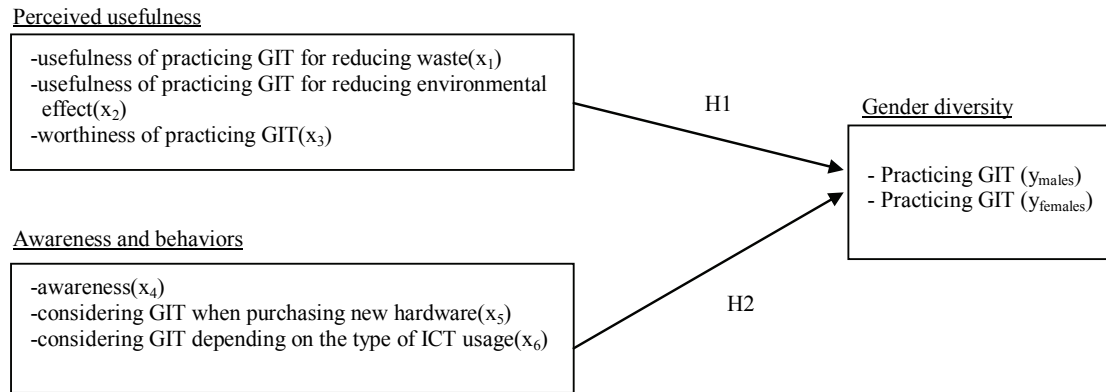 Perceived usefulness
-usefulness of practicing GIT for reducing waste(x1)
-usefulness of practicing GIT for reducing environmental
effect(x2)
-worthiness of practicing GIT(x3)
H1
Gender diversity
- Practicing GIT (ymales)
- Practicing GIT (yfemales)
Awareness and behaviors
-awareness(x4)
-considering GIT when purchasing new hardware(x5)
-considering GIT depending on the type of ICT usage(x6)
H2